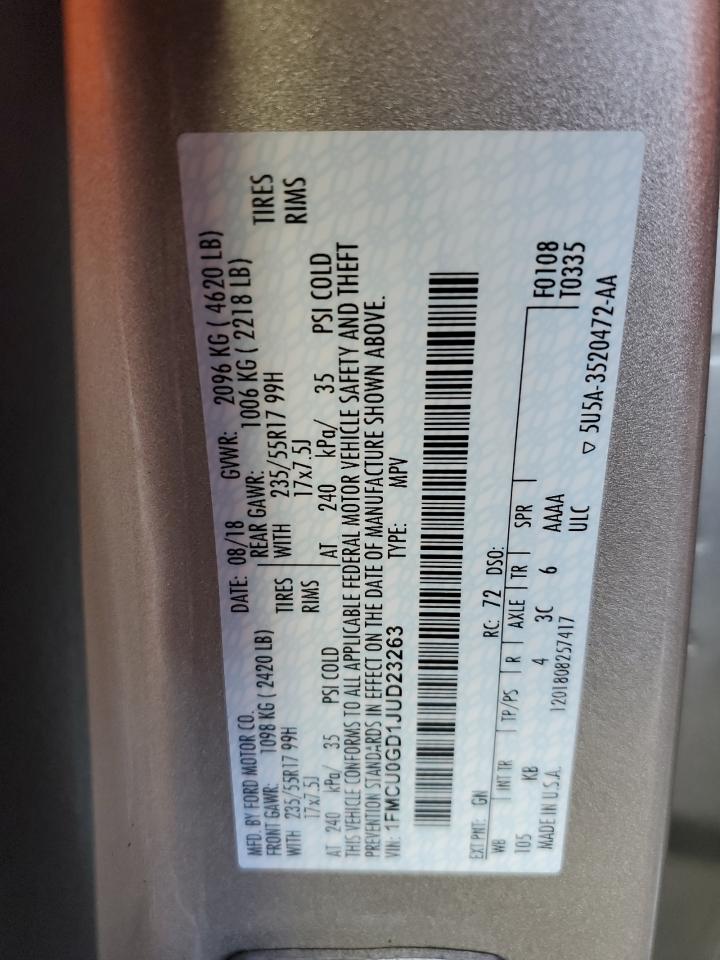 MFD. BY FORD MOTOR CO. DATE: 08/18 GVWR: 2096 KG ( 4620 LB)
FRONT GAWR: 1098 KG ( 2420 LB) REAR GAWR: 1006 KG ( 2218 LB)
WITH 235/55R17 99H TIRES WITH 235/55R17 99H TIRES
17x7.5J RIMS 17x7.5J RIMS
AT 240 kPa/ 35 PSI COLD AT 240 kPa/ 35 PSI COLD
THIS VEHICLE CONFORMS TO ALL APPLICABLE FEDERAL MOTOR VEHICLE SAFETY AND THEFT
PREVENTION STANDARDS IN EFFECT ON THE DATE OF MANUFACTURE SHOWN ABOVE.
VIN: 1FMCU0GD1JUD23263 TYPE: MPV
EXT PNT: GN RC: 72 DSO: F0108
WB INT TR TP/PS R AXLE TR SPR T0335
105 KB 4 3C 6 AAAA
MADE IN U.S.A. 1201808257417 ULC ▽ 5U5A-3520472-AA